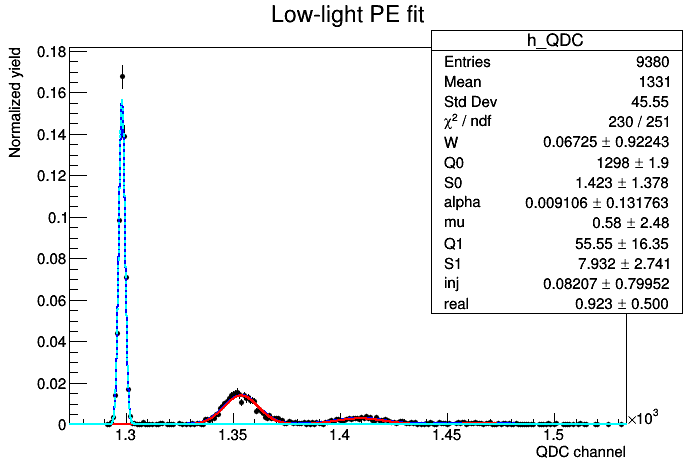 Low-light PE fit
h_QDC
Entries 9380
Mean 1331
Std Dev 45.55
χ² / ndf 230 / 251
W 0.06725 ± 0.92243
Q0 1298 ± 1.9
S0 1.423 ± 1.378
alpha 0.009106 ± 0.131763
mu 0.58 ± 2.48
Q1 55.55 ± 16.35
S1 7.932 ± 2.741
inj 0.08207 ± 0.79952
real 0.923 ± 0.500
Normalized yield
0.18
0.16
0.14
0.12
0.1
0.08
0.06
0.04
0.02
0
1.3 1.35 1.4 1.45 1.5
×10³
QDC channel